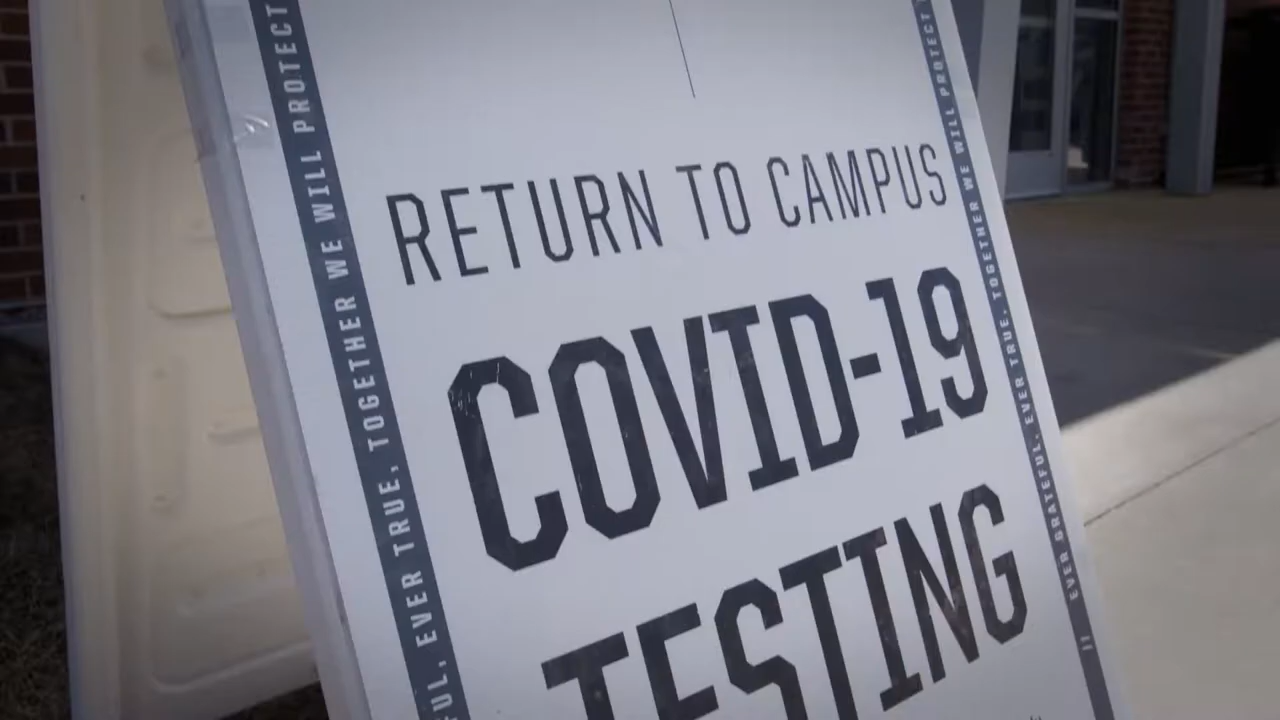 RETURN TO CAMPUS
COVID-19
TESTING
FUL. EVER TRUE. TOGETHER WE WILL PROTECT
EVER GRATEFUL. EVER TRUE. TOGETHER WE WILL PROTECT